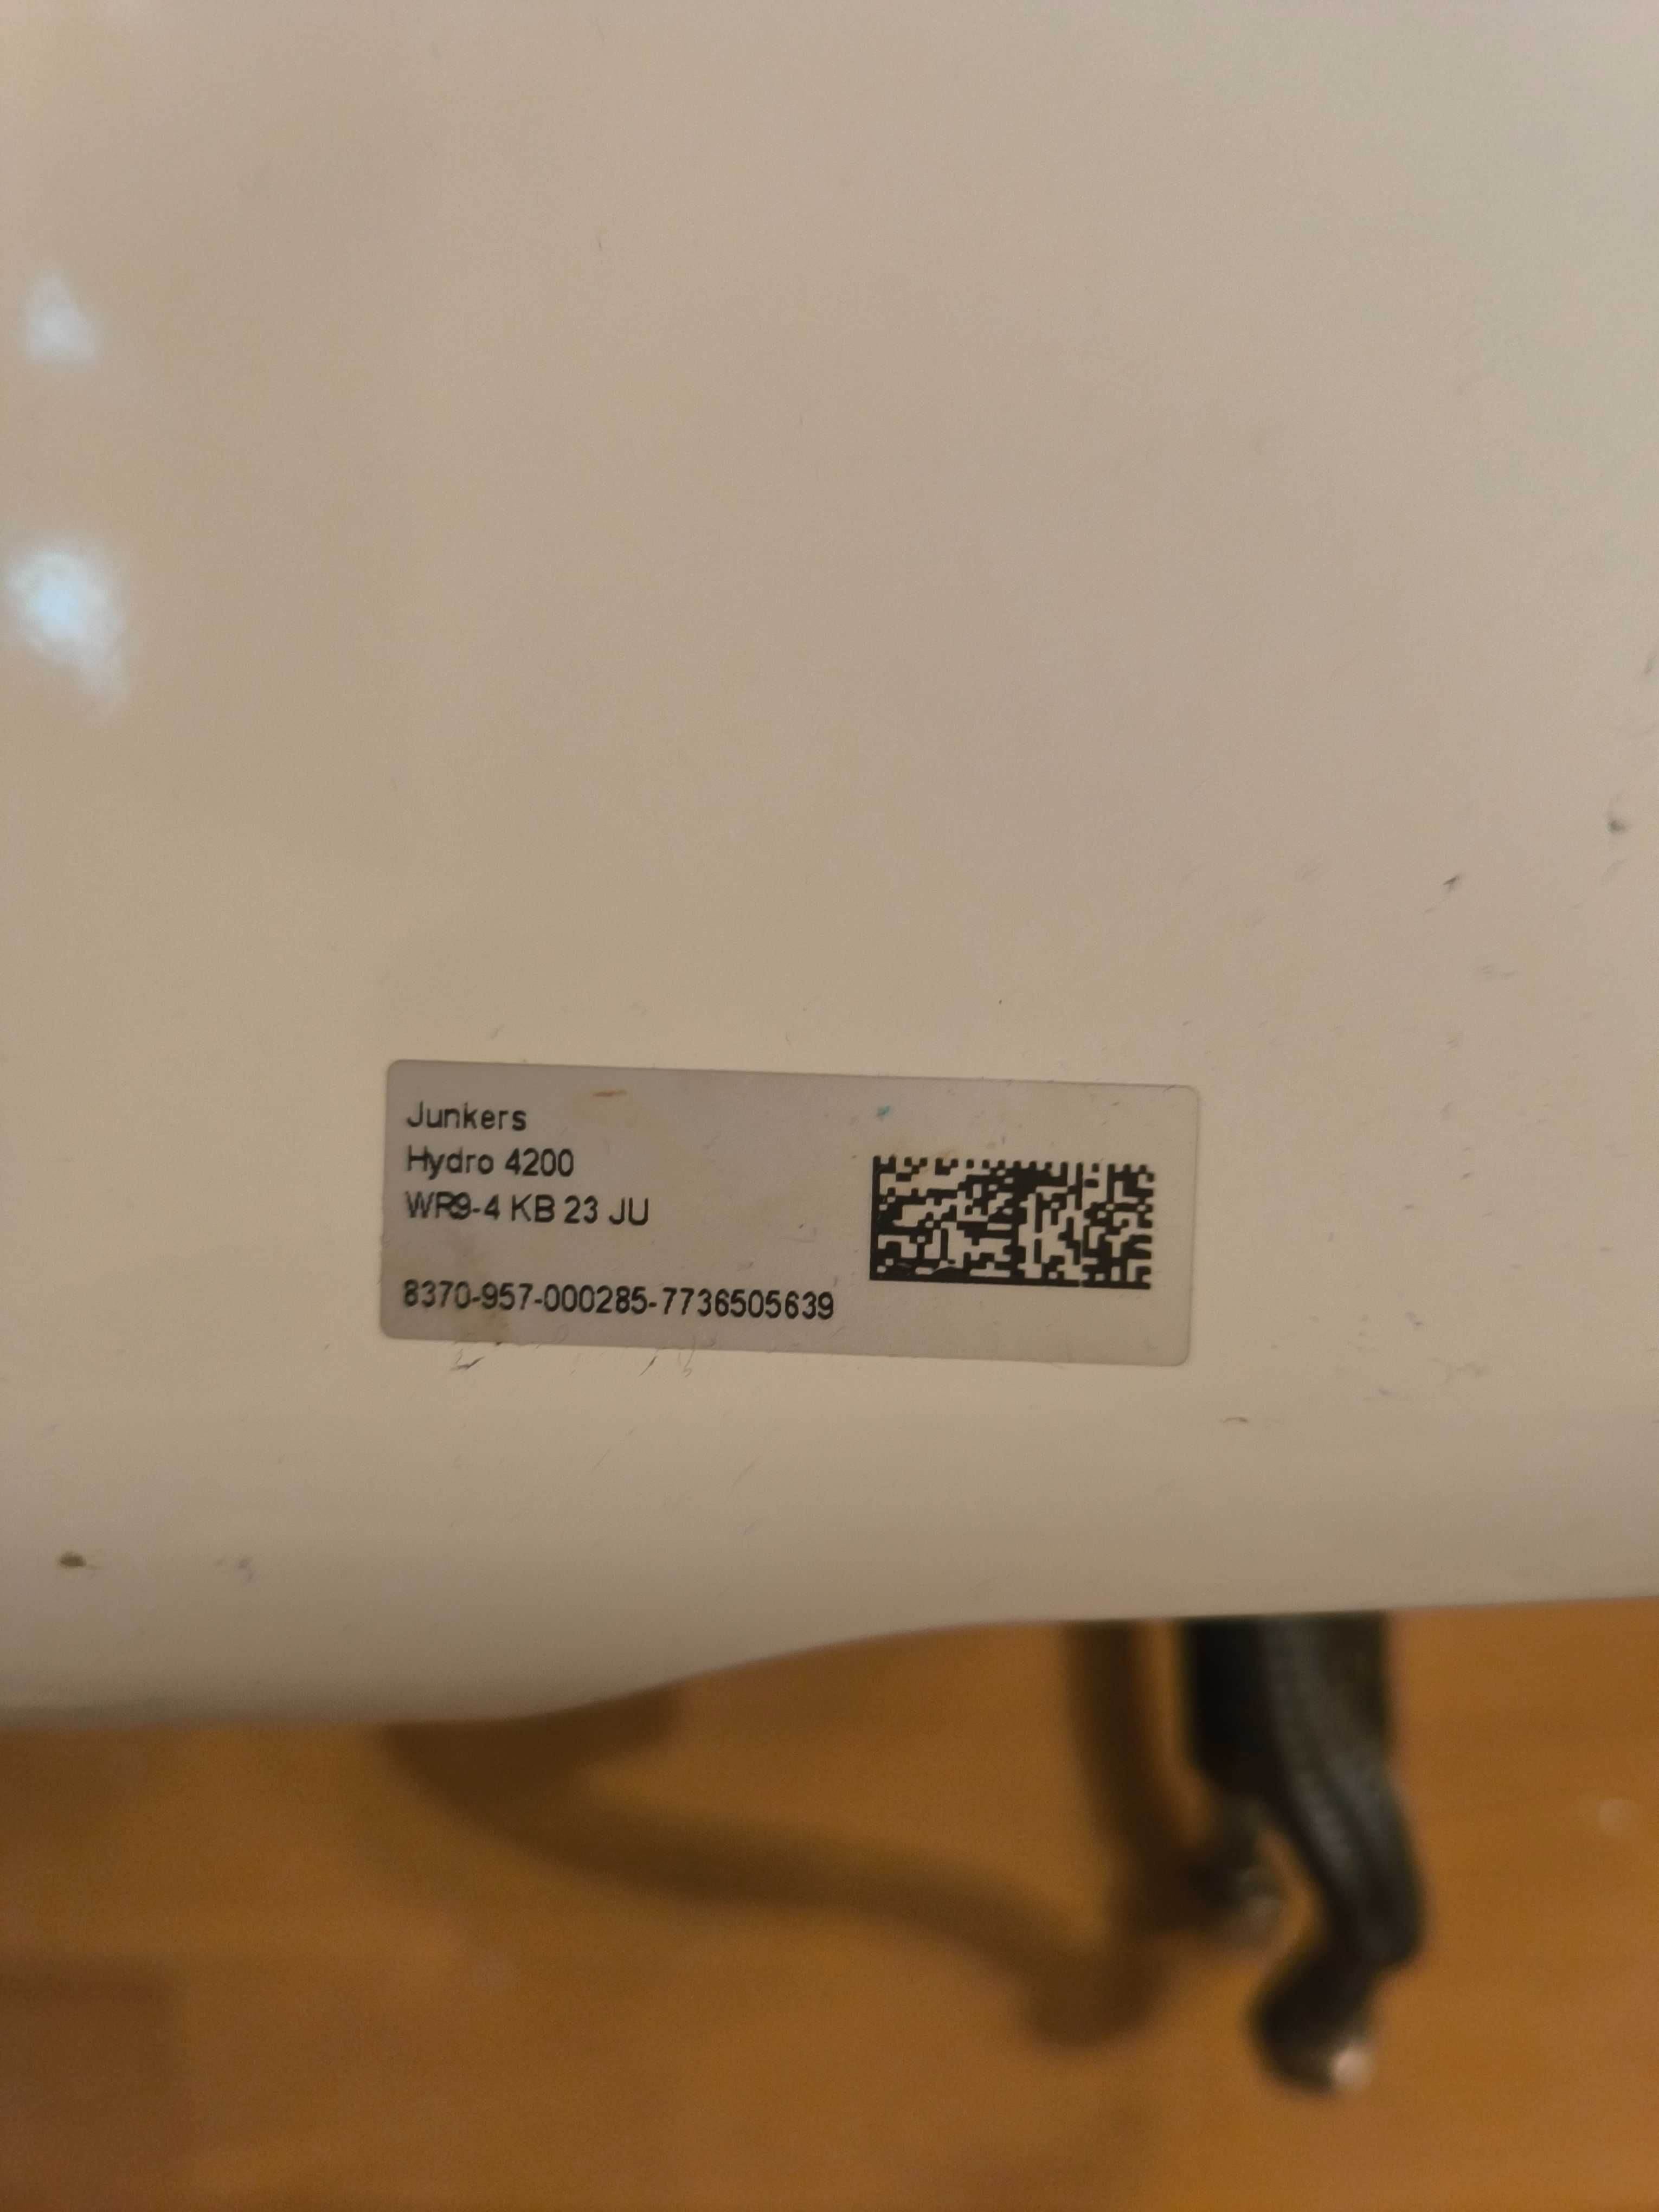 Junkers
Hydro 4200
WR9-4 KB 23 JU
8370-957-000285-7736505639